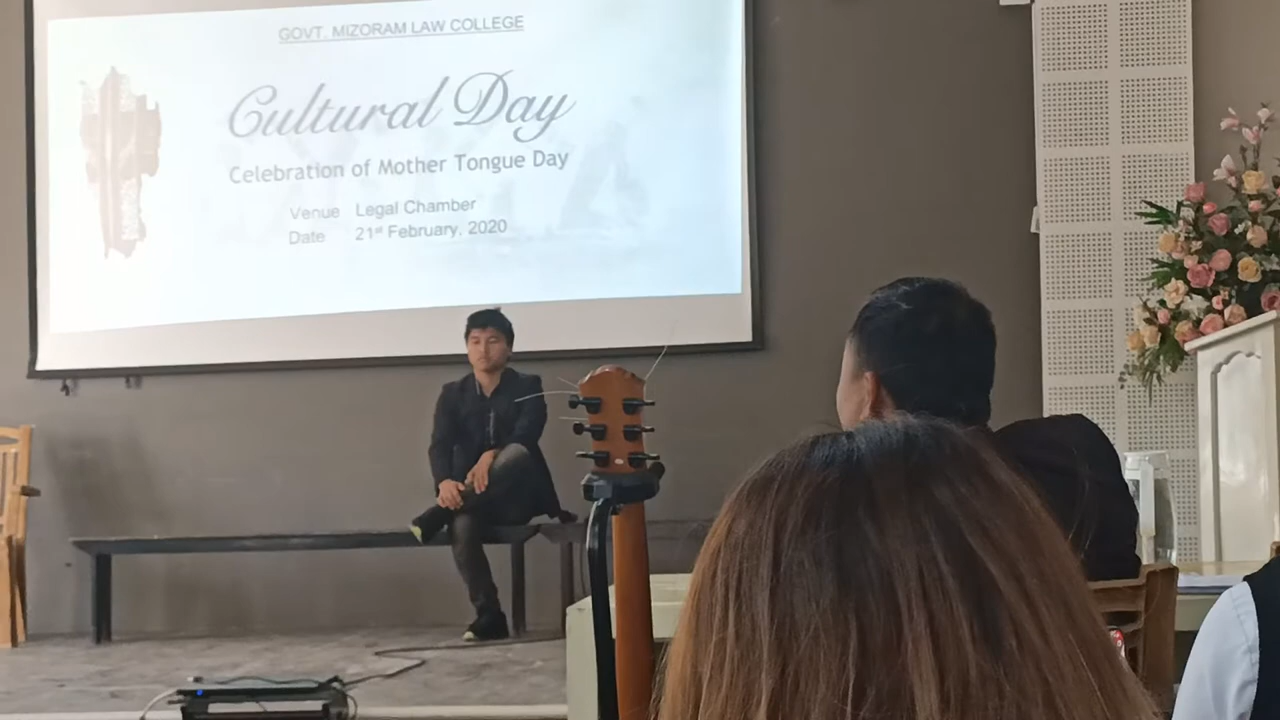 GOVT. MIZORAM LAW COLLEGE
Cultural Day
Celebration of Mother Tongue Day
Venue Legal Chamber
Date 21st February, 2020